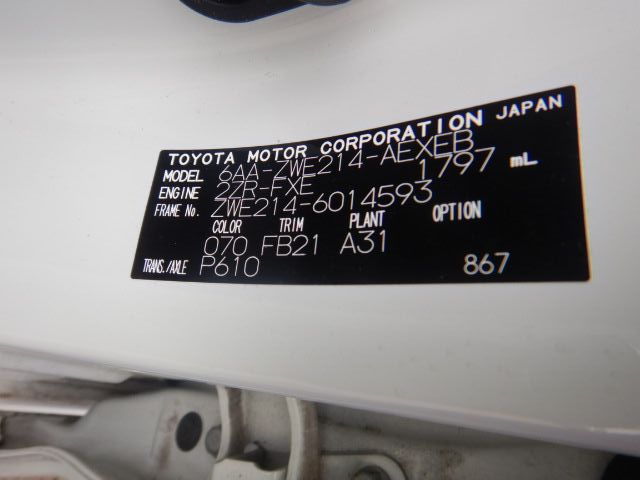 TOYOTA MOTOR CORPORATION JAPAN
MODEL 6AA-ZWE214-AEXEB
ENGINE 2ZR-FXE 1797 mL
FRAME No. ZWE214-6014593
COLOR TRIM PLANT OPTION
070 FB21 A31
TRANS./AXLE P610 867